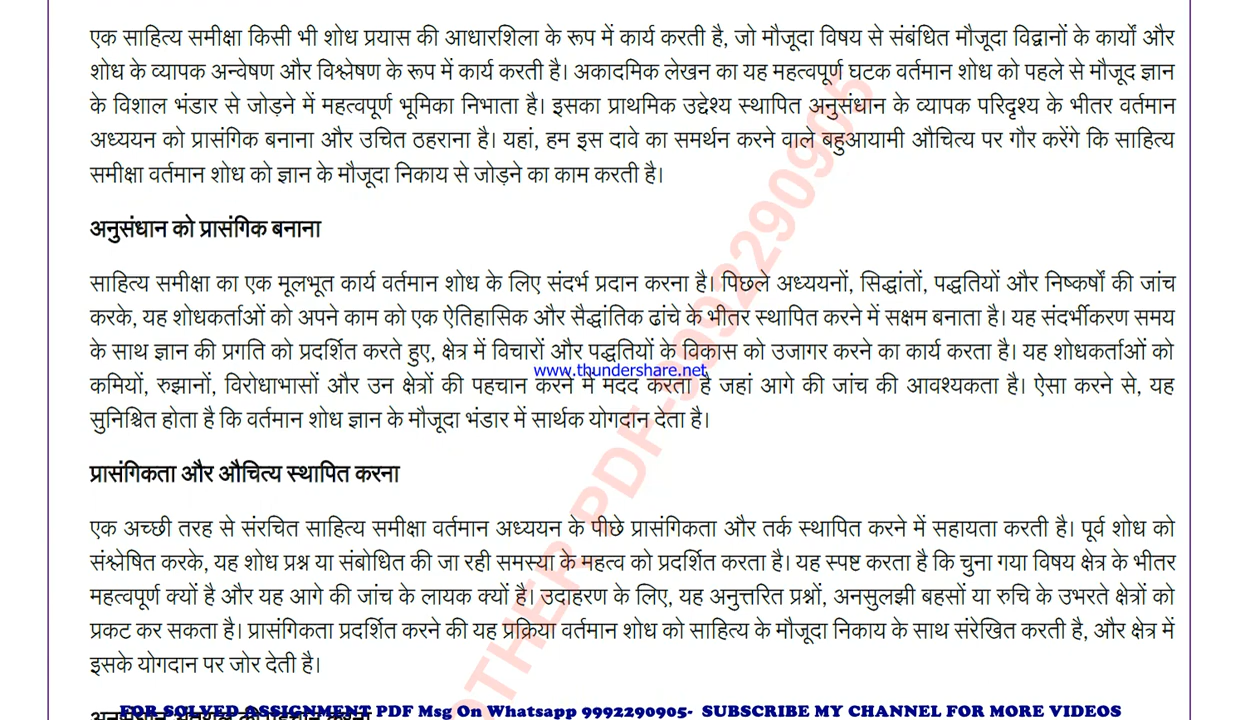 एक साहित्य समीक्षा किसी भी शोध प्रयास की आधारशिला के रूप में कार्य करती है, जो मौजूदा विषय से संबंधित मौजूदा विद्वानों के कार्यों और
शोध के व्यापक अन्वेषण और विश्लेषण के रूप में कार्य करती है। अकादमिक लेखन का यह महत्वपूर्ण घटक वर्तमान शोध को पहले से मौजूद ज्ञान
के विशाल भंडार से जोड़ने में महत्वपूर्ण भूमिका निभाता है। इसका प्राथमिक उद्देश्य स्थापित अनुसंधान के व्यापक परिदृश्य के भीतर वर्तमान
अध्ययन को प्रासंगिक बनाना और उचित ठहराना है। यहां, हम इस दावे का समर्थन करने वाले बहुआयामी औचित्य पर गौर करेंगे कि साहित्य
समीक्षा वर्तमान शोध को ज्ञान के मौजूदा निकाय से जोड़ने का काम करती है।
अनुसंधान को प्रासंगिक बनाना
साहित्य समीक्षा का एक मूलभूत कार्य वर्तमान शोध के लिए संदर्भ प्रदान करना है। पिछले अध्ययनों, सिद्धांतों, पद्धतियों और निष्कर्षों की जांच
करके, यह शोधकर्ताओं को अपने काम को एक ऐतिहासिक और सैद्धांतिक ढांचे के भीतर स्थापित करने में सक्षम बनाता है। यह संदर्भीकरण समय
के साथ ज्ञान की प्रगति को प्रदर्शित करते हुए, क्षेत्र में विचारों और पद्धतियों के विकास को उजागर करने का कार्य करता है। यह शोधकर्ताओं को
www.thundershare.net
कमियों, रुझानों, विरोधाभासों और उन क्षेत्रों की पहचान करने में मदद करता है जहां आगे की जांच की आवश्यकता है। ऐसा करने से, यह
सुनिश्चित होता है कि वर्तमान शोध ज्ञान के मौजूदा भंडार में सार्थक योगदान देता है।
प्रासंगिकता और औचित्य स्थापित करना
एक अच्छी तरह से संरचित साहित्य समीक्षा वर्तमान अध्ययन के पीछे प्रासंगिकता और तर्क स्थापित करने में सहायता करती है। पूर्व शोध को
संश्लेषित करके, यह शोध प्रश्न या संबोधित की जा रही समस्या के महत्व को प्रदर्शित करता है। यह स्पष्ट करता है कि चुना गया विषय क्षेत्र के भीतर
महत्वपूर्ण क्यों है और यह आगे की जांच के लायक क्यों है। उदाहरण के लिए, यह अनुत्तरित प्रश्नों, अनसुलझी बहसों या रुचि के उभरते क्षेत्रों को
प्रकट कर सकता है। प्रासंगिकता प्रदर्शित करने की यह प्रक्रिया वर्तमान शोध को साहित्य के मौजूदा निकाय के साथ संरेखित करती है, और क्षेत्र में
इसके योगदान पर जोर देती है।
OTHER PDF-9992290905
FOR SOLVED ASSIGNMENT PDF Msg On Whatsapp 9992290905- SUBSCRIBE MY CHANNEL FOR MORE VIDEOS